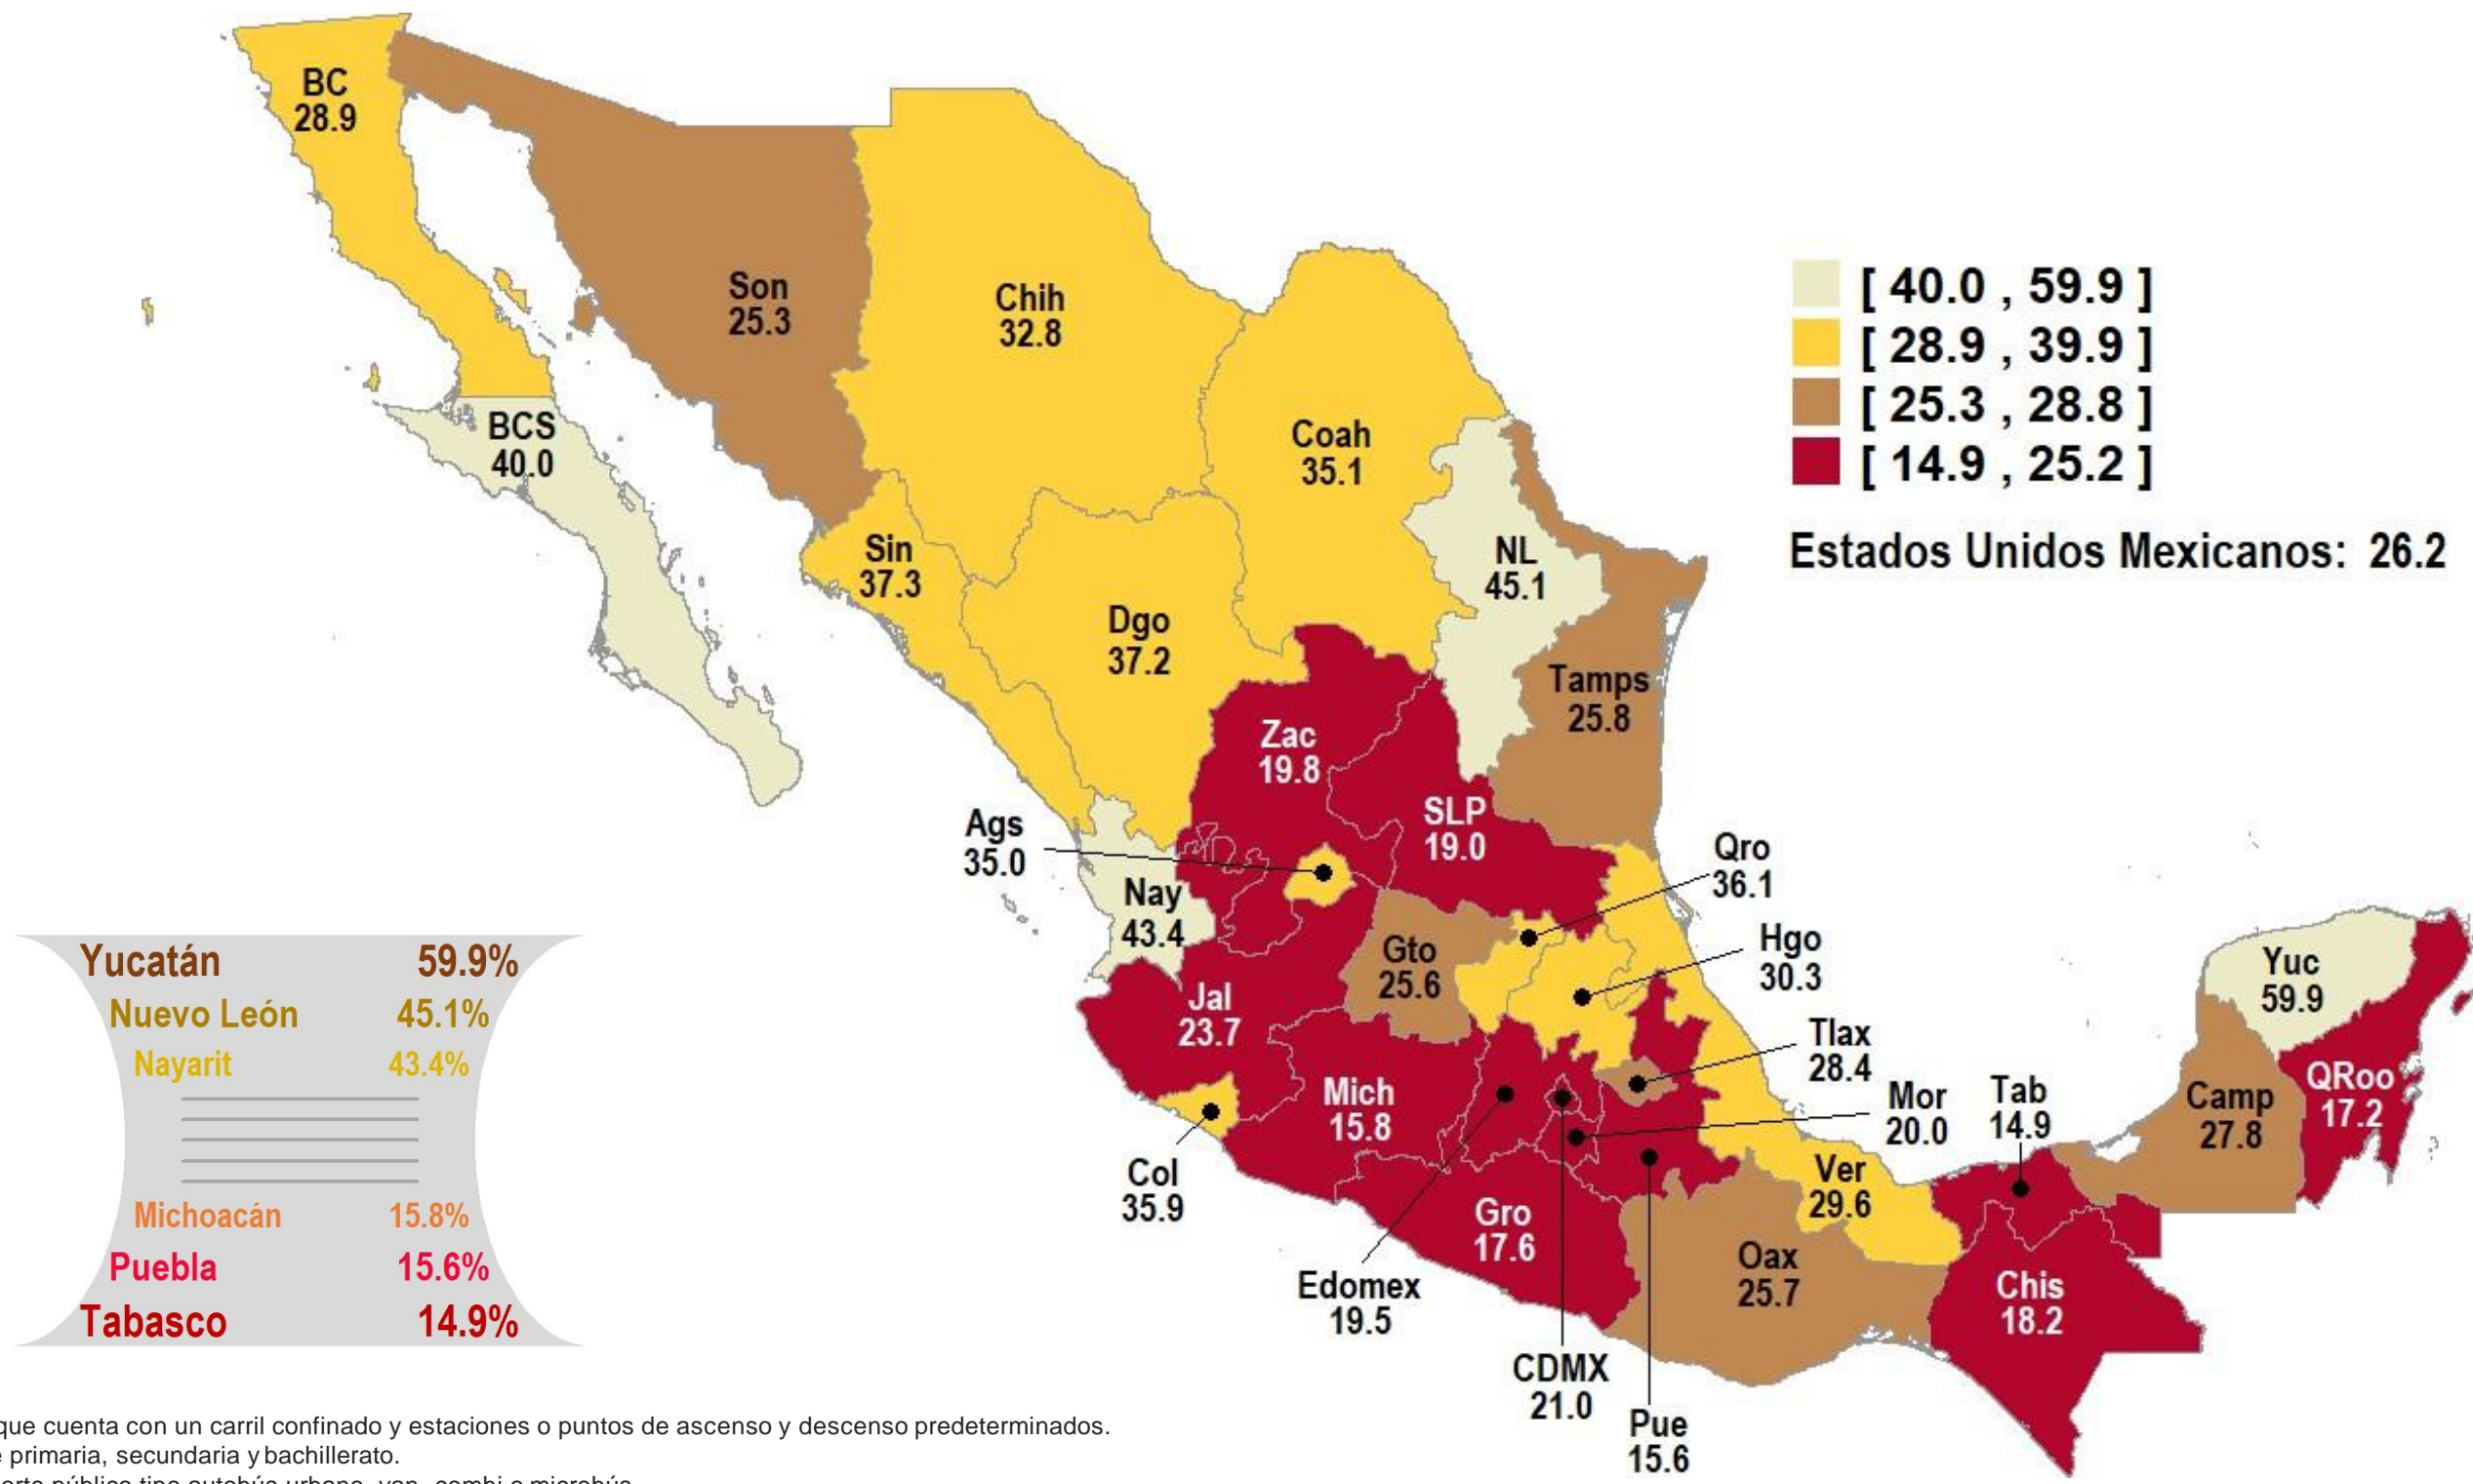 BC
28.9
Son
25.3
Chih
32.8
[ 40.0 , 59.9 ]
[ 28.9 , 39.9 ]
[ 25.3 , 28.8 ]
[ 14.9 , 25.2 ]
Estados Unidos Mexicanos: 26.2
BCS
40.0
Coah
35.1
Sin
37.3
NL
45.1
Dgo
37.2
Tamps
25.8
Zac
19.8
SLP
19.0
Ags
35.0
Qro
36.1
Nay
43.4
Gto
25.6
Hgo
30.3
Yuc
59.9
Jal
23.7
Tlax
28.4
Mich
15.8
Mor
20.0
Tab
14.9
Camp
27.8
QRoo
17.2
Col
35.9
Ver
29.6
Gro
17.6
Oax
25.7
Edomex
19.5
Chis
18.2
CDMX
21.0
Pue
15.6
Yucatán 59.9%
Nuevo León 45.1%
Nayarit 43.4%
Michoacán 15.8%
Puebla 15.6%
Tabasco 14.9%
que cuenta con un carril confinado y estaciones o puntos de ascenso y descenso predeterminados.
primaria, secundaria y bachillerato.
público tipo autobús urbano, van, combi o microbús